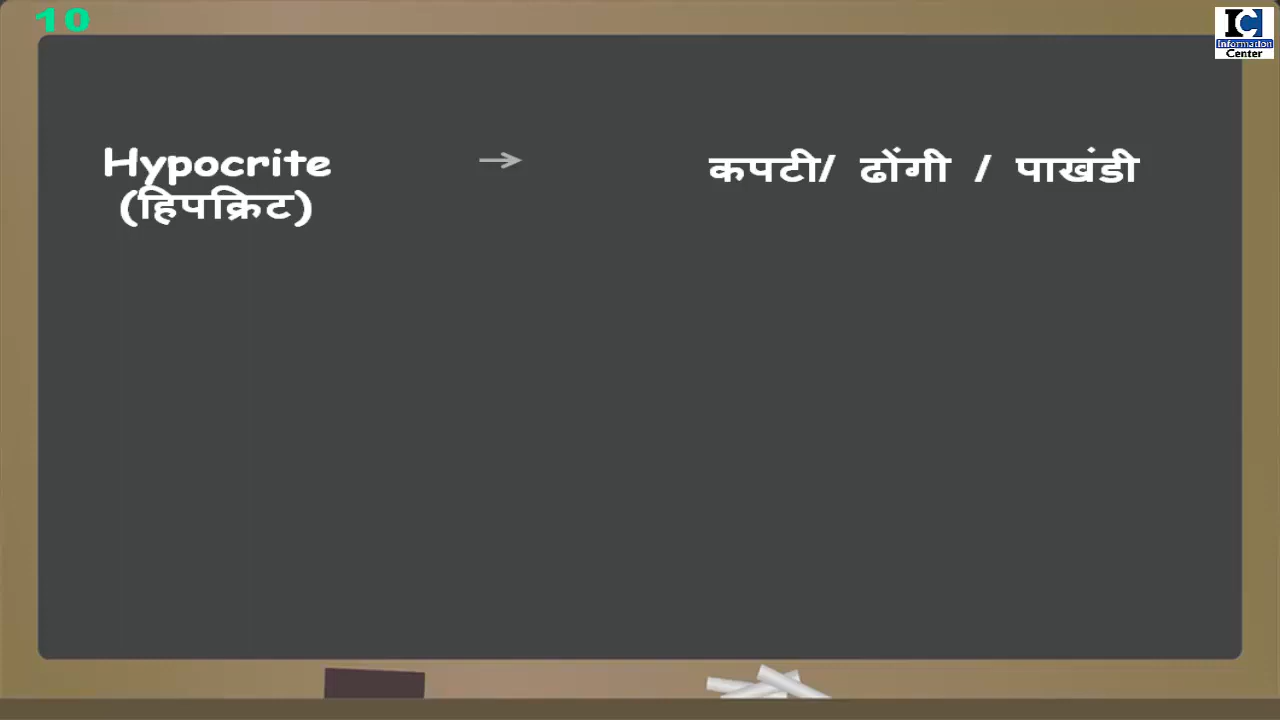 10
IC
Information
Center
Hypocrite → कपटी/ ढोंगी / पाखंडी
(हिपक्रिट)